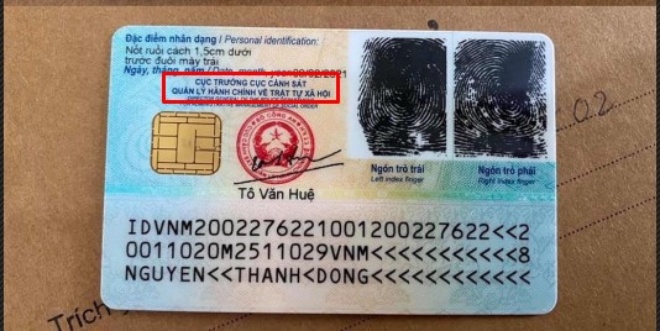 Đặc điểm nhân dạng / Personal identification:
Nốt ruồi cách 1,5cm dưới
trước đuôi mày trái
Ngày, tháng, năm / Date, month, year
CỤC TRƯỞNG CỤC CẢNH SÁT
QUẢN LÝ HÀNH CHÍNH VỀ TRẬT TỰ XÃ HỘI
DIRECTOR GENERAL OF THE POLICE DEPARTMENT
FOR ADMINISTRATIVE MANAGEMENT OF SOCIAL ORDER
BỘ CÔNG AN
Tô Văn Huệ
Ngón trỏ trái
Left index finger
Ngón trỏ phải
Right index finger
IDVNM2002276221001200227622<<2
0011020M2511029VNM<<<<<<<<<<<8
NGUYEN<<THANH<DONG<<<<<<<<<<<<
Trích
02